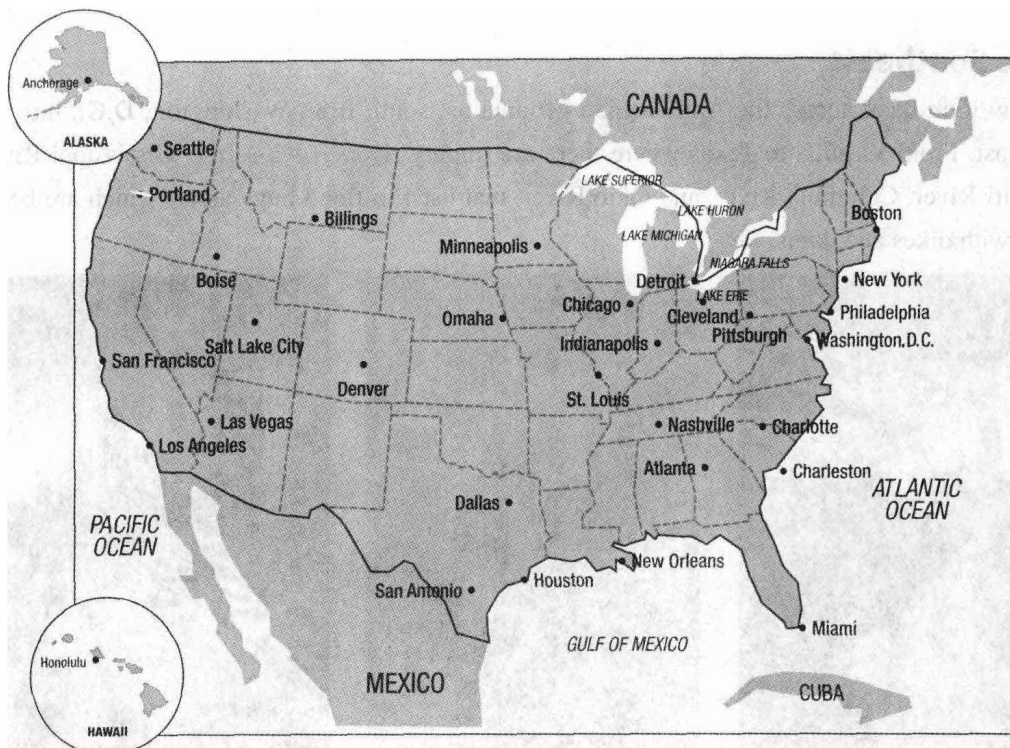 Anchorage
ALASKA
CANADA
Seattle
Portland
Billings
Boise
Minneapolis
LAKE SUPERIOR
LAKE HURON
LAKE MICHIGAN
NIAGARA FALLS
Boston
Detroit
LAKE ERIE
New York
Chicago
Cleveland
Philadelphia
Omaha
Indianapolis
Pittsburgh
Washington, D.C.
Salt Lake City
San Francisco
Denver
St. Louis
Las Vegas
Nashville
Charlotte
Los Angeles
Atlanta
Charleston
Dallas
PACIFIC
OCEAN
ATLANTIC
OCEAN
San Antonio
Houston
New Orleans
Miami
GULF OF MEXICO
Honolulu
HAWAII
MEXICO
CUBA